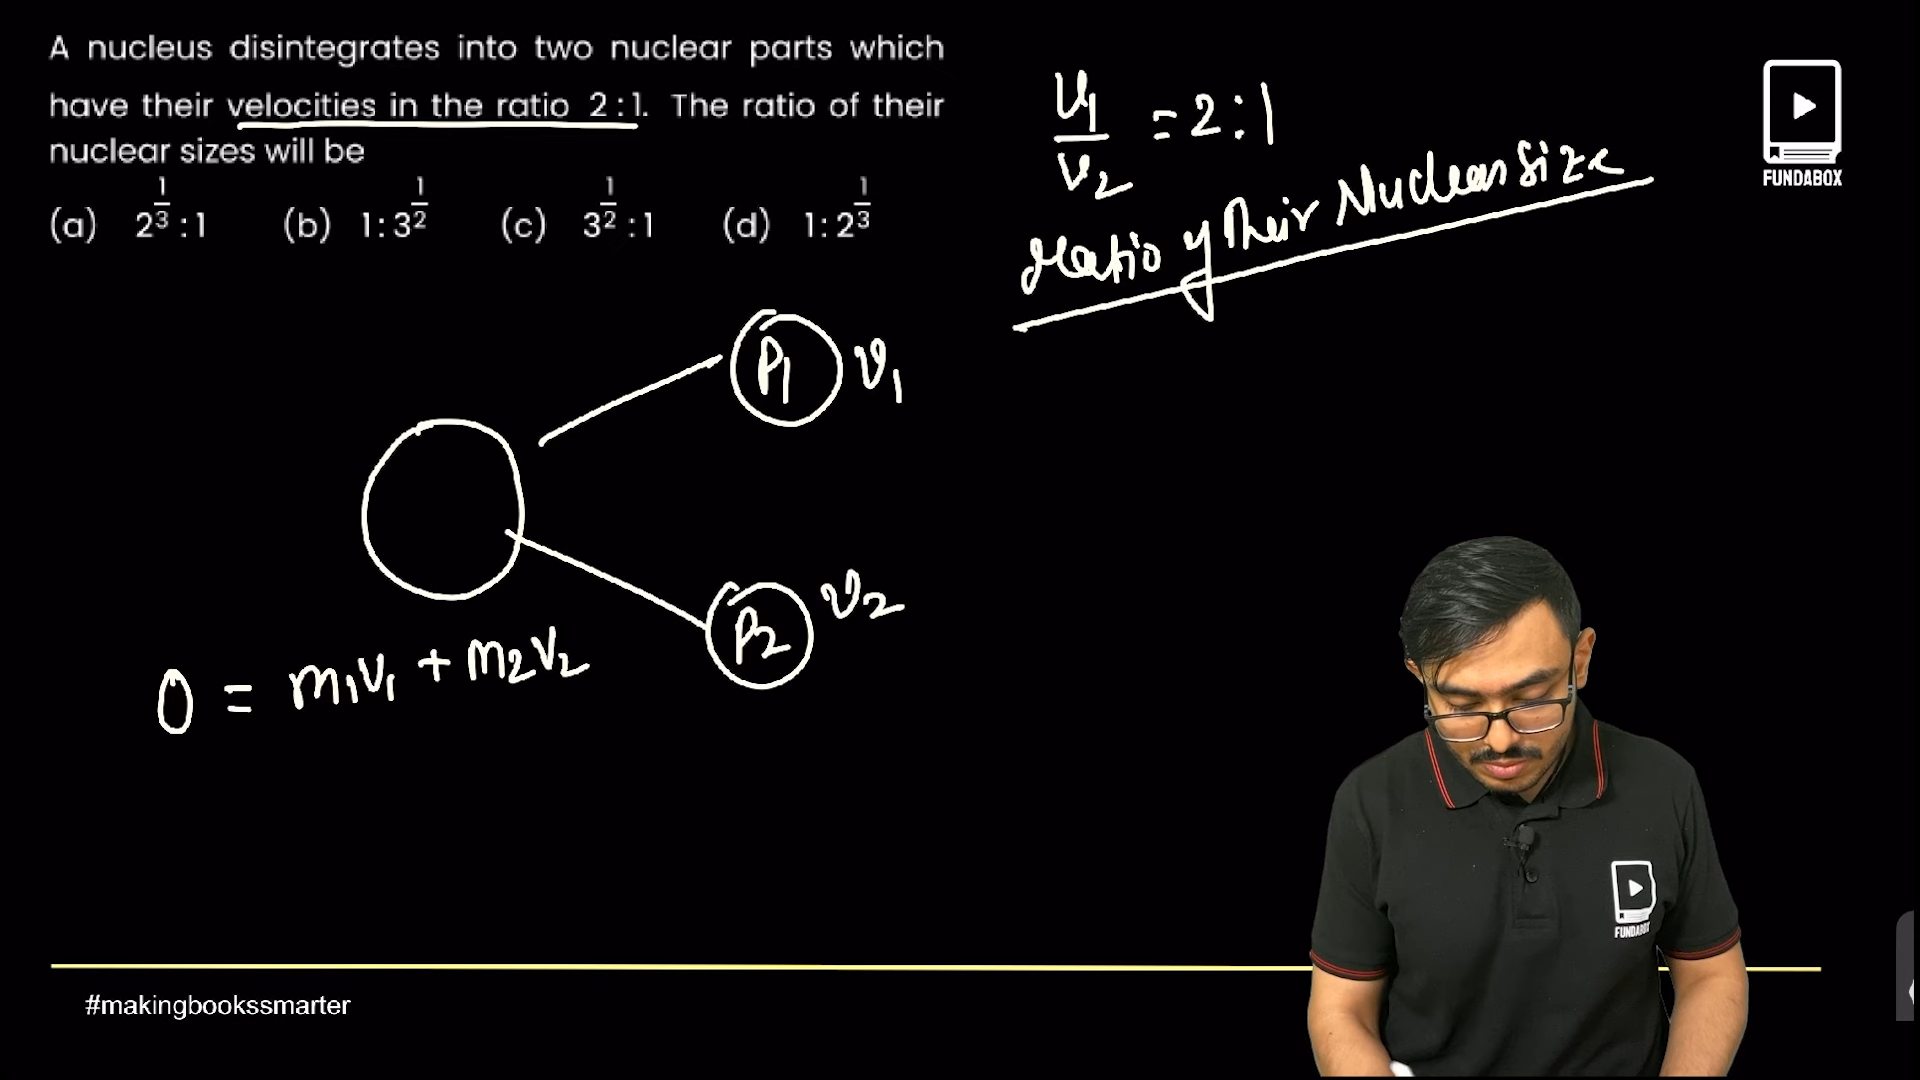 A nucleus disintegrates into two nuclear parts which
have their velocities in the ratio 2:1. The ratio of their
nuclear sizes will be
(a) 2^(1/3):1 (b) 1:3^(1/2) (c) 3^(1/2):1 (d) 1:2^(1/3)
V1/V2 = 2:1
Ratio of Their Nuclear Size
FUNDABOX
P1 V1
P2 V2
0 = m1V1 + m2V2
FUNDABOX
#makingbookssmarter